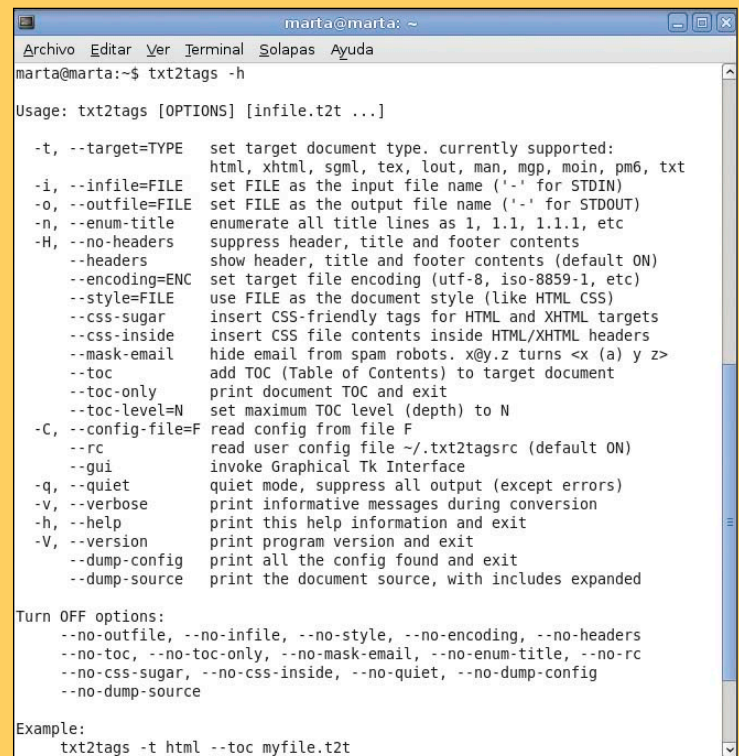 marta@marta: ~
Archivo Editar Ver Terminal Solapas Ayuda
marta@marta:~$ txt2tags -h
Usage: txt2tags [OPTIONS] [infile.t2t ...]
-t, --target=TYPE set target document type. currently supported:
html, xhtml, sgml, tex, lout, man, mgp, moin, pm6, txt
-i, --infile=FILE set FILE as the input file name ('-' for STDIN)
-o, --outfile=FILE set FILE as the output file name ('-' for STDOUT)
-n, --enum-title enumerate all title lines as 1, 1.1, 1.1.1, etc
-H, --no-headers suppress header, title and footer contents
--headers show header, title and footer contents (default ON)
--encoding=ENC set target file encoding (utf-8, iso-8859-1, etc)
--style=FILE use FILE as the document style (like HTML CSS)
--css-sugar insert CSS-friendly tags for HTML and XHTML targets
--css-inside insert CSS file contents inside HTML/XHTML headers
--mask-email hide email from spam robots. x@y.z turns <x (a) y z>
--toc add TOC (Table of Contents) to target document
--toc-only print document TOC and exit
--toc-level=N set maximum TOC level (depth) to N
-C, --config-file=F read config from file F
--rc read user config file ~/.txt2tagsrc (default ON)
--gui invoke Graphical Tk Interface
-q, --quiet quiet mode, suppress all output (except errors)
-v, --verbose print informative messages during conversion
-h, --help print this help information and exit
-V, --version print program version and exit
--dump-config print all the config found and exit
--dump-source print the document source, with includes expanded
Turn OFF options:
--no-outfile, --no-infile, --no-style, --no-encoding, --no-headers
--no-toc, --no-toc-only, --no-mask-email, --no-enum-title, --no-rc
--no-css-sugar, --no-css-inside, --no-quiet, --no-dump-config
--no-dump-source
Example:
txt2tags -t html --toc myfile.t2t